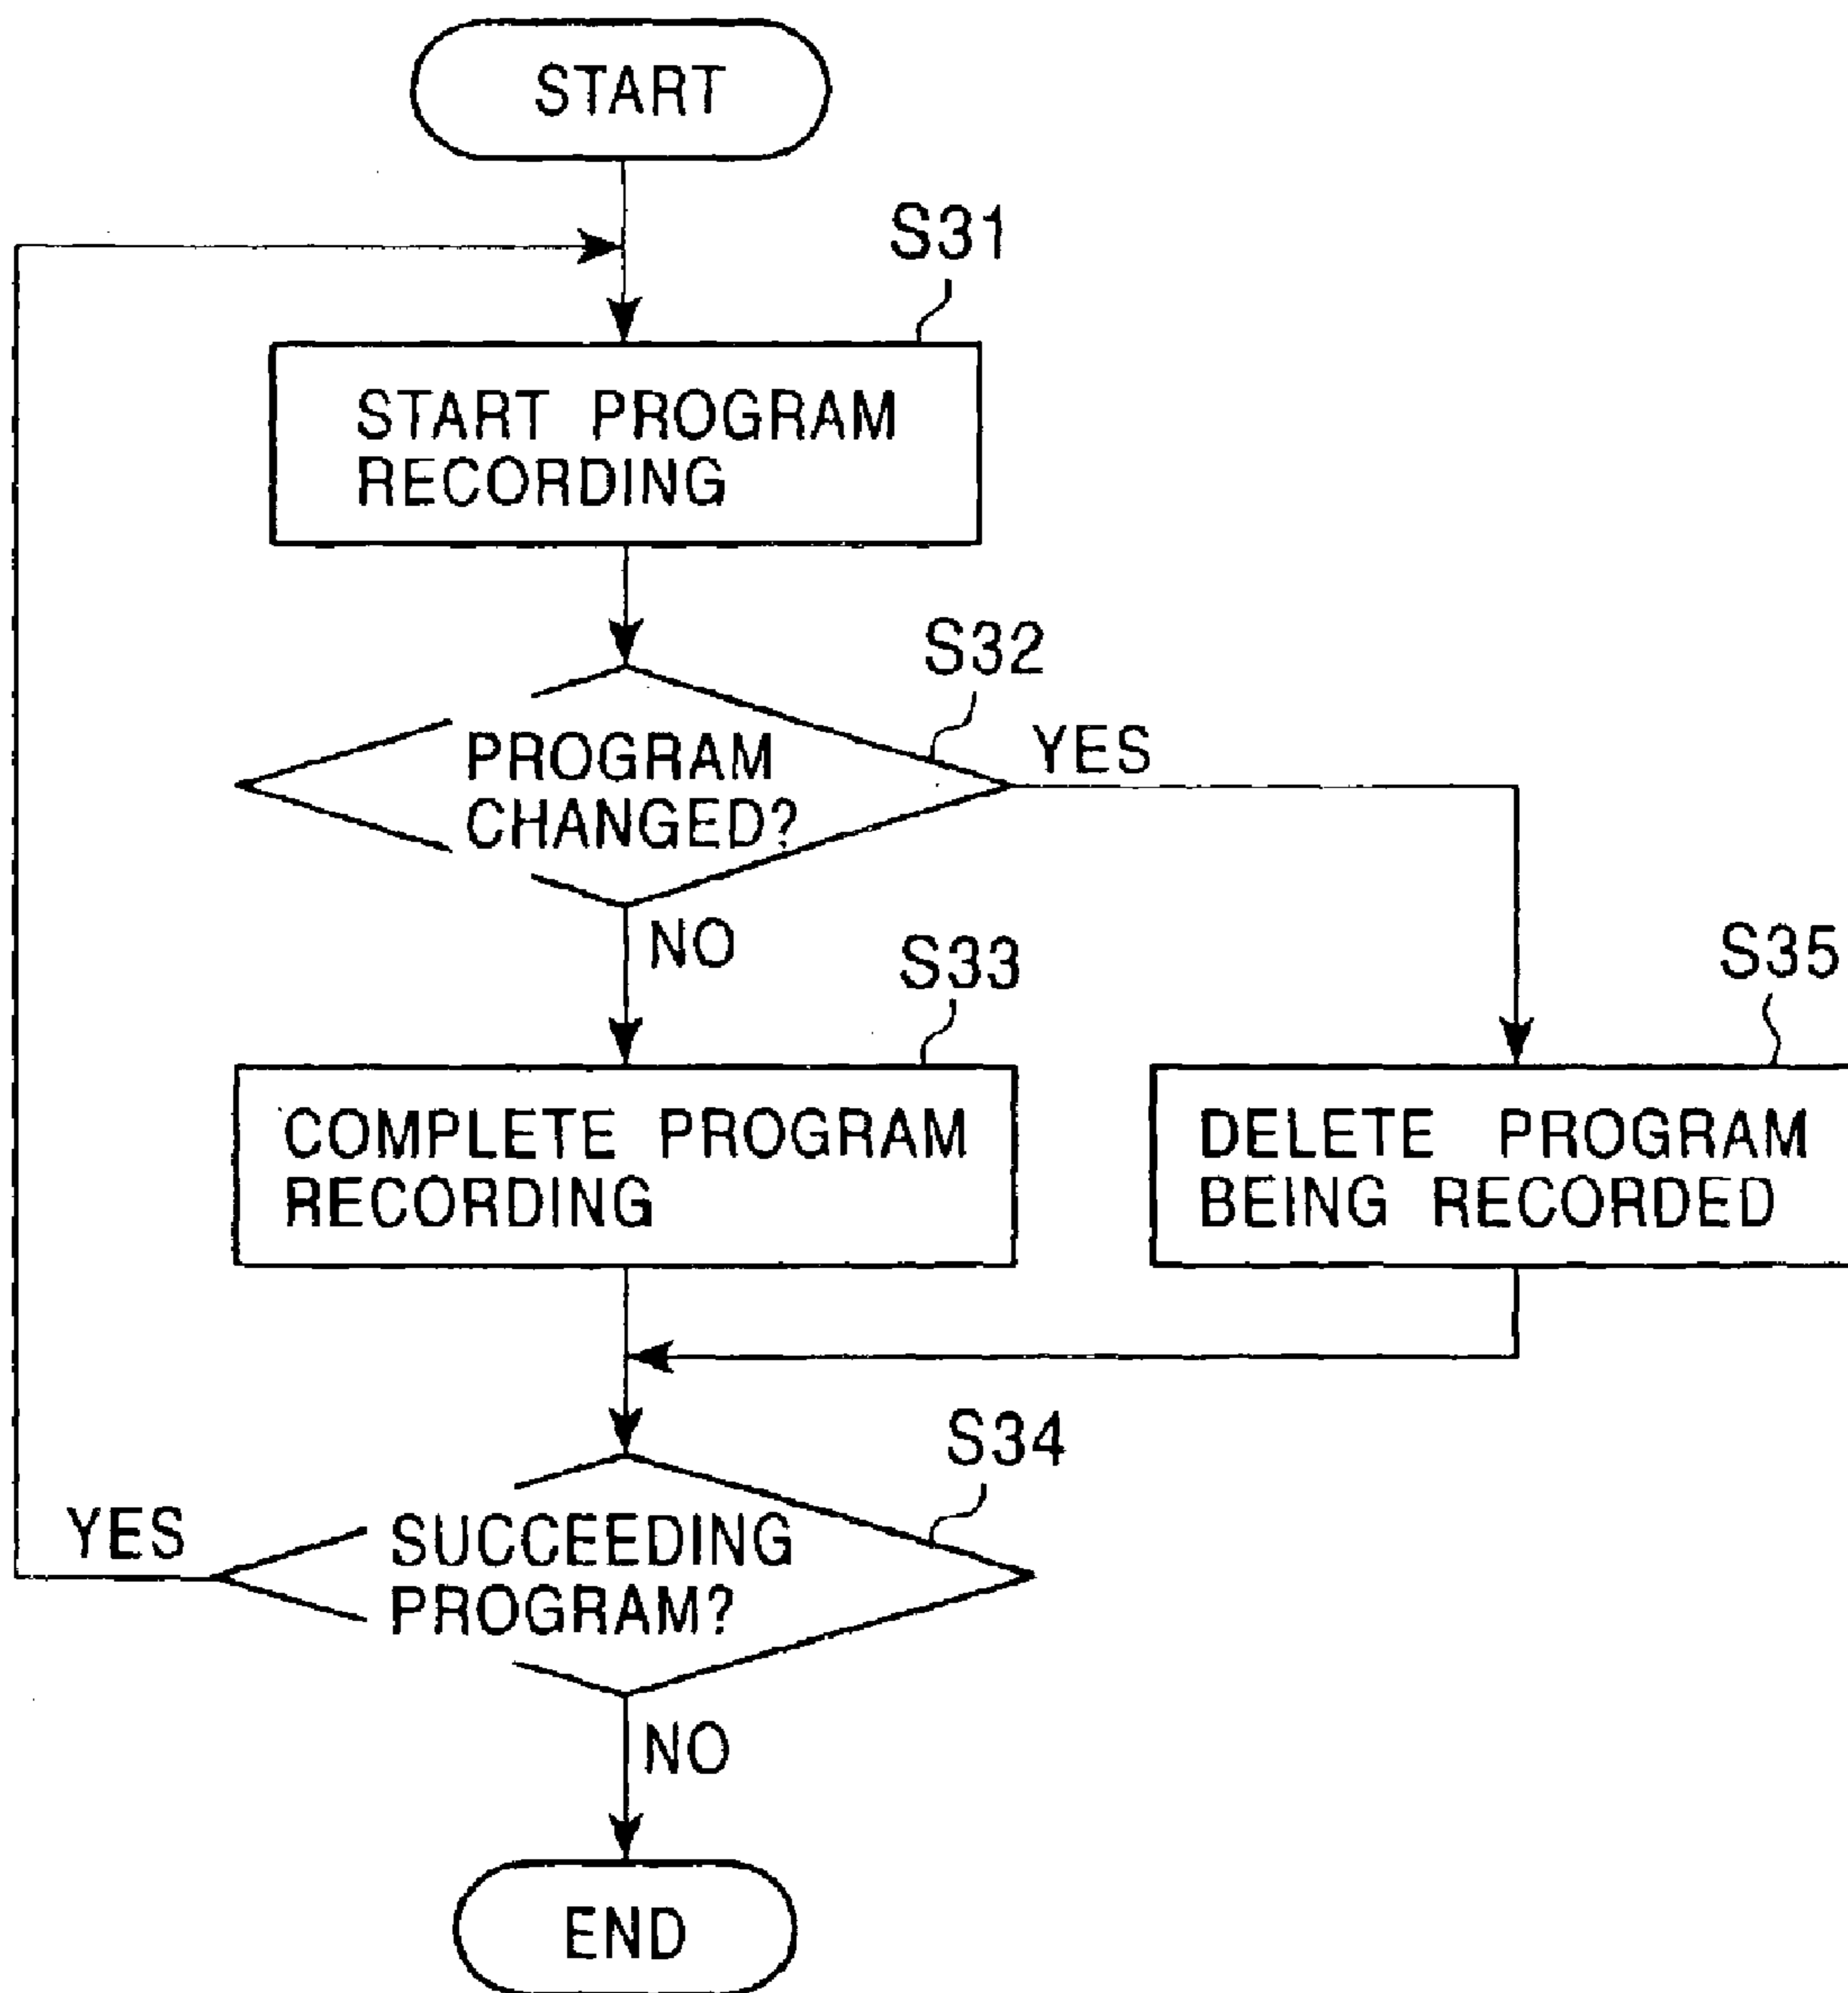 START
S31
START PROGRAM
RECORDING
S32
PROGRAM
CHANGED?
YES
NO
S33
S35
COMPLETE PROGRAM
RECORDING
DELETE PROGRAM
BEING RECORDED
S34
YES
SUCCEEDING
PROGRAM?
NO
END